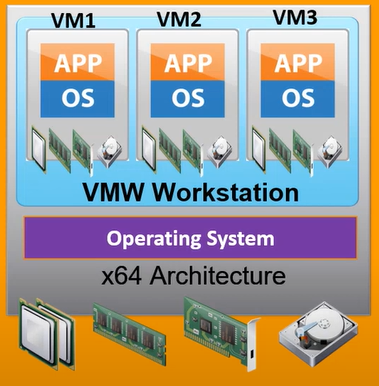 VM1 VM2 VM3
APP APP APP
OS OS OS
VMW Workstation
Operating System
x64 Architecture